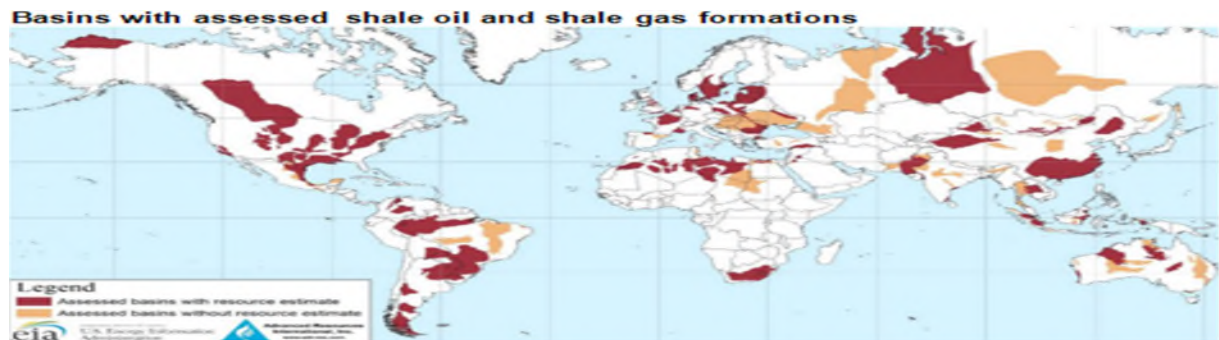 Basins with assessed shale oil and shale gas formations
Legend
Assessed basins with resource estimate
Assessed basins without resource estimate
eia
U.S. Energy Information
Administration
Advanced Resources
International, Inc.